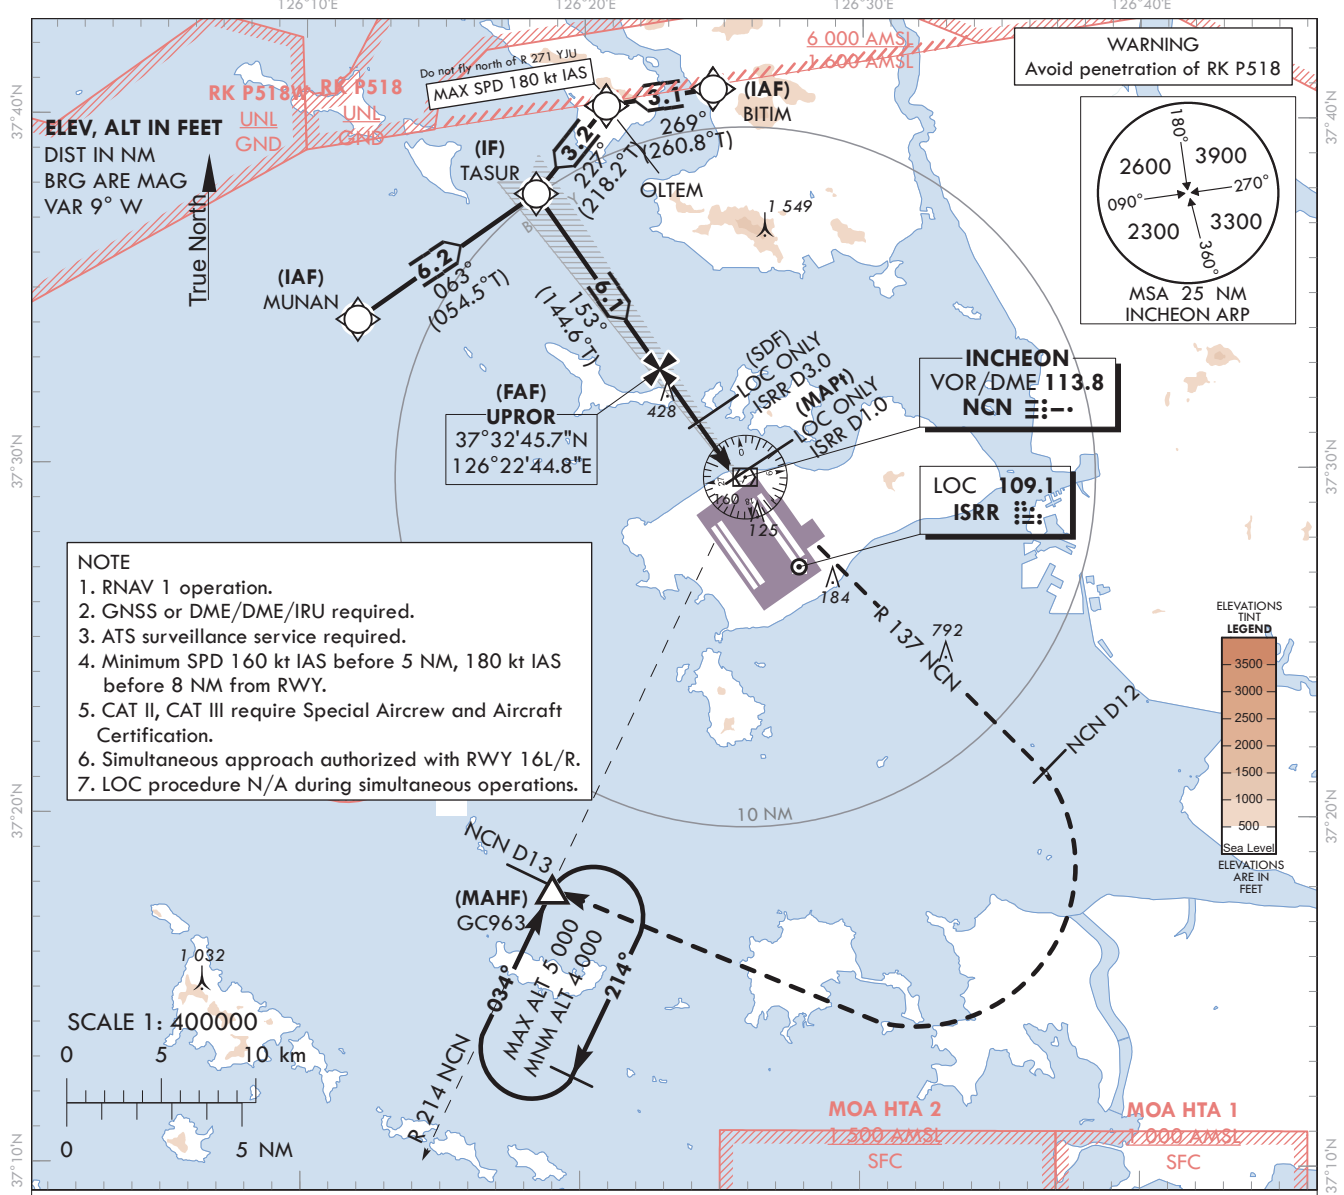 126°10'E
126°20'E
126°30'E
126°40'E
37°40'N
37°30'N
37°20'N
37°10'N
37°40'N
37°30'N
37°20'N
37°10'N
6 000 AMSL
1 600 AMSL
WARNING
Avoid penetration of RK P518
Do not fly north of R 271 YJU
MAX SPD 180 kt IAS
RK P518W
UNL
GND
RK P518
UNL
GND
ELEV, ALT IN FEET
DIST IN NM
BRG ARE MAG
VAR 9° W
True North
(IAF)
BITIM
3.1
269°
(260.8°T)
OLTEM
3.2
227°
(218.2°T)
(IF)
TASUR
6.2
063°
(054.5°T)
(IAF)
MUNAN
6.1
153°
(144.6°T)
1 549
180°
270°
360°
090°
2600
3900
2300
3300
MSA 25 NM
INCHEON ARP
(SDF)
LOC ONLY
ISRR D3.0
(MAPt)
LOC ONLY
ISRR D1.0
428
(FAF)
UPROR
37°32'45.7"N
126°22'44.8"E
INCHEON
VOR/DME 113.8
NCN
LOC 109.1
ISRR
0
160
125
184
792
R 137 NCN
NCN D12
10 NM
NOTE
1. RNAV 1 operation.
2. GNSS or DME/DME/IRU required.
3. ATS surveillance service required.
4. Minimum SPD 160 kt IAS before 5 NM, 180 kt IAS
before 8 NM from RWY.
5. CAT II, CAT III require Special Aircrew and Aircraft
Certification.
6. Simultaneous approach authorized with RWY 16L/R.
7. LOC procedure N/A during simultaneous operations.
ELEVATIONS
TINT
LEGEND
3500
3000
2500
2000
1500
1000
500
Sea Level
ELEVATIONS
ARE IN
FEET
NCN D13
(MAHF)
GC963
034°
MAX ALT 5 000
MNM ALT 4 000
214°
R 214 NCN
1 032
SCALE 1: 400000
0 5 10 km
0 5 NM
MOA HTA 2
1 500 AMSL
SFC
MOA HTA 1
1 000 AMSL
SFC